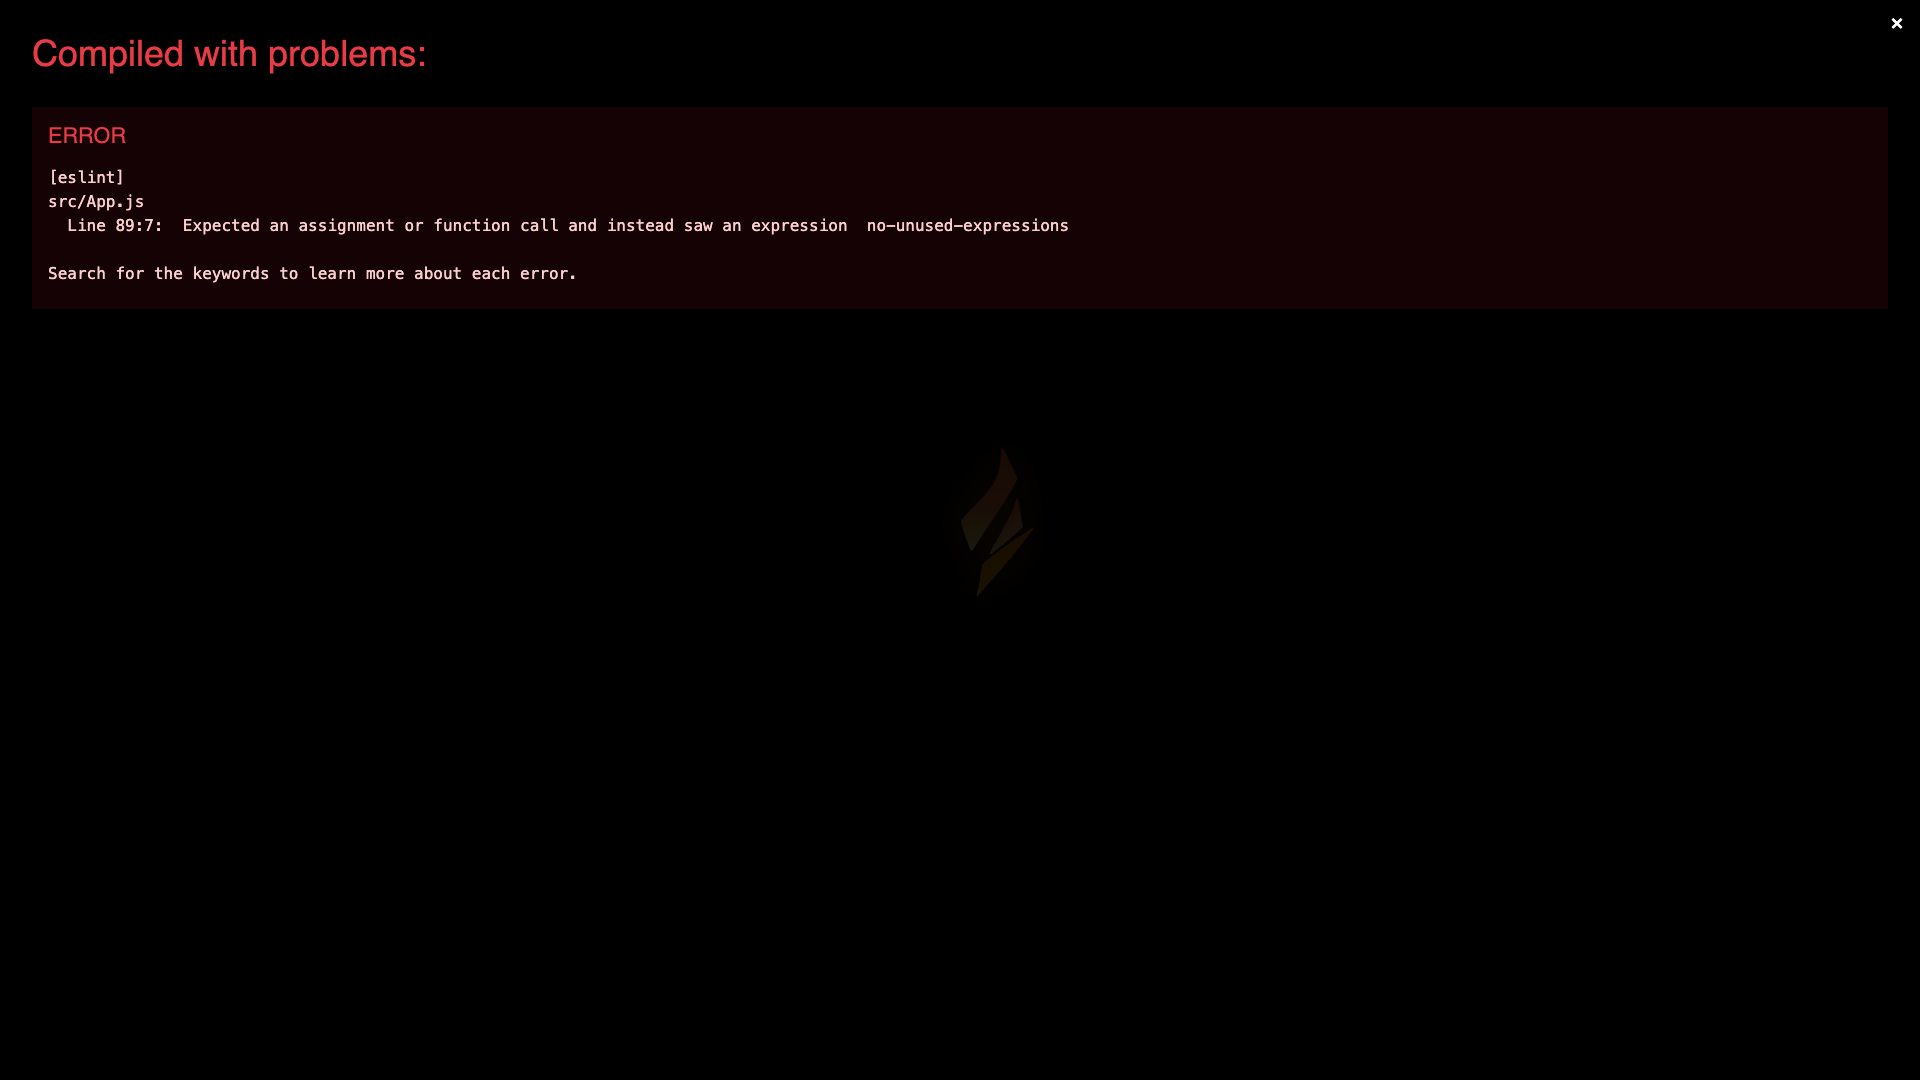 Compiled with problems:
×
ERROR
[eslint]
src/App.js
  Line 89:7:  Expected an assignment or function call and instead saw an expression  no-unused-expressions
Search for the keywords to learn more about each error.